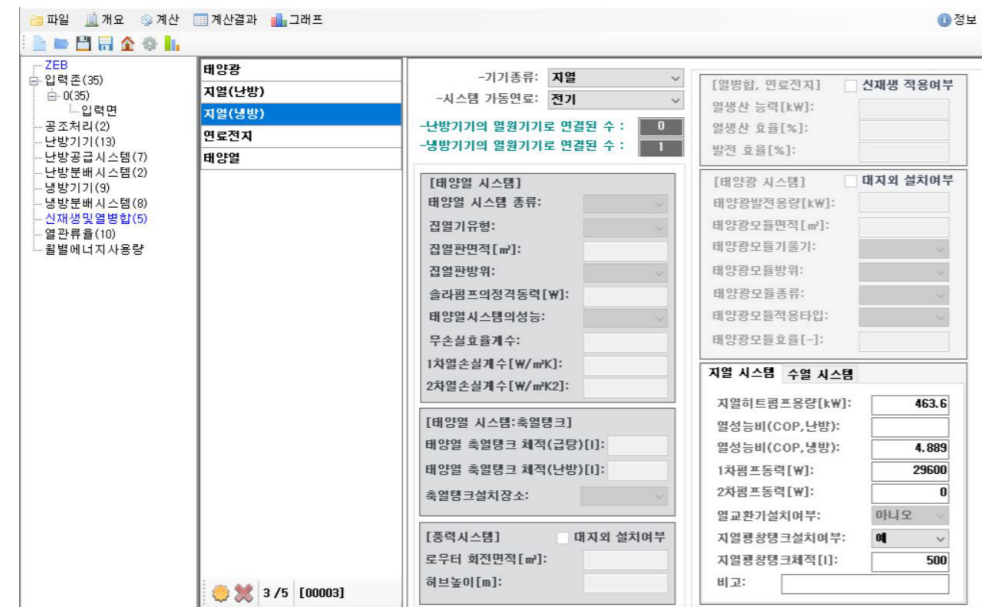 파일 개요 계산 계산결과 그래프 정보
ZEB
입력존(35)
0(35)
입력면
공조처리(2)
난방기기(13)
난방공급시스템(7)
난방분배시스템(2)
냉방기기(9)
냉방분배시스템(8)
신재생및열병합(5)
열관류율(10)
월별에너지사용량
태양광
지열(난방)
지열(냉방)
연료전지
태양열
3 /5 [00003]
-기기종류: 지열
-시스템 가동연료: 전기
-난방기기의 열원기기로 연결된 수 : 0
-냉방기기의 열원기기로 연결된 수 : 1
[태양열 시스템]
태양열 시스템 종류:
집열기유형:
집열판면적[㎡]:
집열판방위:
솔라펌프의정격동력[W]:
태양열시스템의성능:
무손실효율계수:
1차열손실계수[W/㎡K]:
2차열손실계수[W/㎡K2]:
[태양열 시스템:축열탱크]
태양열 축열탱크 체적(급탕)[l]:
태양열 축열탱크 체적(난방)[l]:
축열탱크설치장소:
[풍력시스템] 대지외 설치여부
로우터 회전면적[㎡]:
허브높이[m]:
[열병합, 연료전지] 신재생 적용여부
열생산 능력[kW]:
열생산 효율[%]:
발전 효율[%]:
[태양광 시스템] 대지외 설치여부
태양광발전용량[kW]:
태양광모듈면적[㎡]:
태양광모듈기울기:
태양광모듈방위:
태양광모듈종류:
태양광모듈적용타입:
태양광모듈효율[-]:
지열 시스템 수열 시스템
지열히트펌프용량[kW]: 463.6
열성능비(COP,난방):
열성능비(COP,냉방): 4.889
1차펌프동력[W]: 29600
2차펌프동력[W]: 0
열교환기설치여부: 아니오
지열팽창탱크설치여부: 예
지열팽창탱크체적[l]: 500
비고: